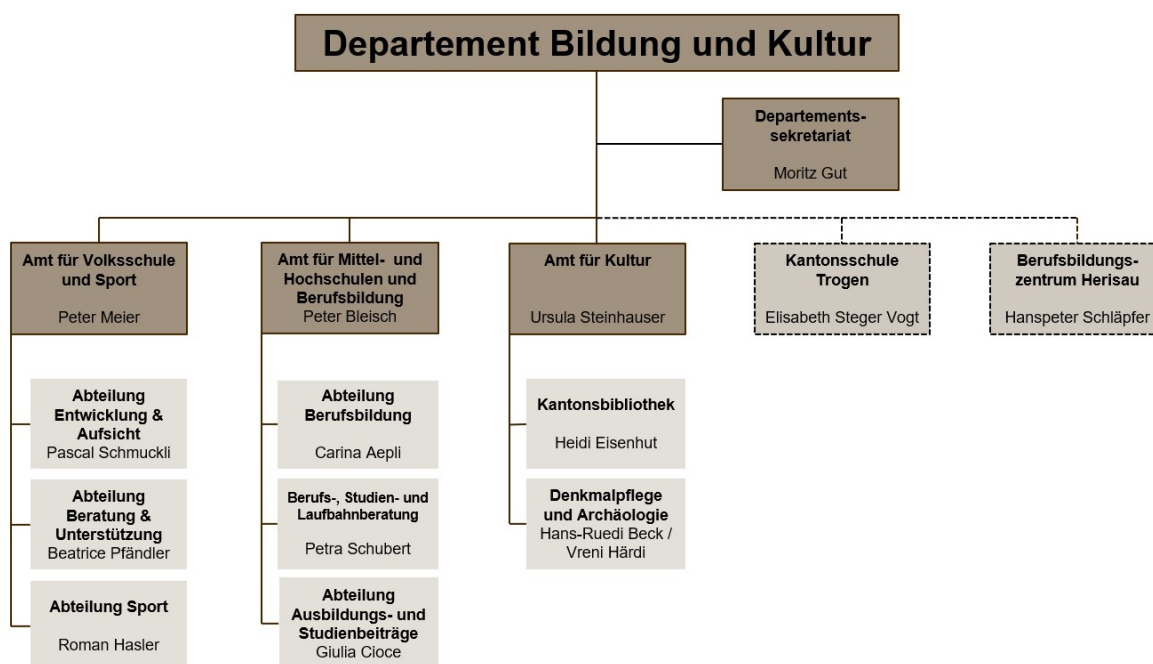 Departement Bildung und Kultur
Departements-
sekretariat
Moritz Gut
Amt für Volksschule
und Sport
Peter Meier
Amt für Mittel- und
Hochschulen und
Berufsbildung
Peter Bleisch
Amt für Kultur
Ursula Steinhauser
Kantonsschule
Trogen
Elisabeth Steger Vogt
Berufsbildungs-
zentrum Herisau
Hanspeter Schläpfer
Abteilung
Entwicklung &
Aufsicht
Pascal Schmuckli
Abteilung
Beratung &
Unterstützung
Beatrice Pfändler
Abteilung Sport
Roman Hasler
Abteilung
Berufsbildung
Carina Aepli
Berufs-, Studien- und
Laufbahnberatung
Petra Schubert
Abteilung
Ausbildungs- und
Studienbeiträge
Giulia Cioce
Kantonsbibliothek
Heidi Eisenhut
Denkmalpflege
und Archäologie
Hans-Ruedi Beck /
Vreni Härdi